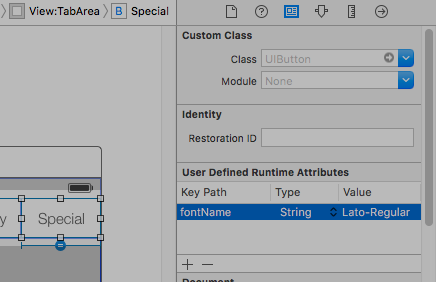 View:TabArea B Special
Custom Class
Class UIButton
Module None
Identity
Restoration ID
User Defined Runtime Attributes
Key Path Type Value
fontName String Lato-Regular
y Special
+ −
Document